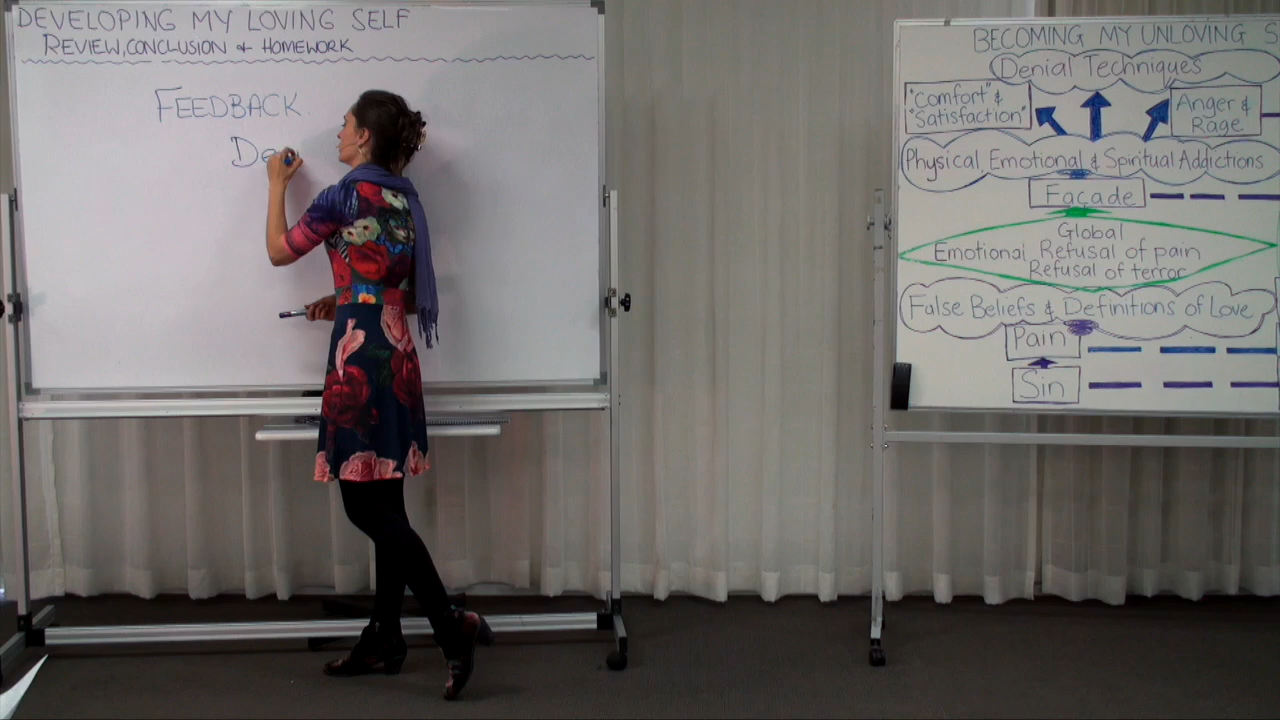 DEVELOPING MY LOVING SELF
REVIEW, CONCLUSION & HOMEWORK
FEEDBACK.
De
BECOMING MY UNLOVING S
Denial Techniques
"Comfort" &
"Satisfaction"
Anger &
Rage
Physical, Emotional & Spiritual Addictions
Façade
Global
Emotional Refusal of pain
Refusal of terror
False Beliefs & Definitions of Love
Pain
Sin